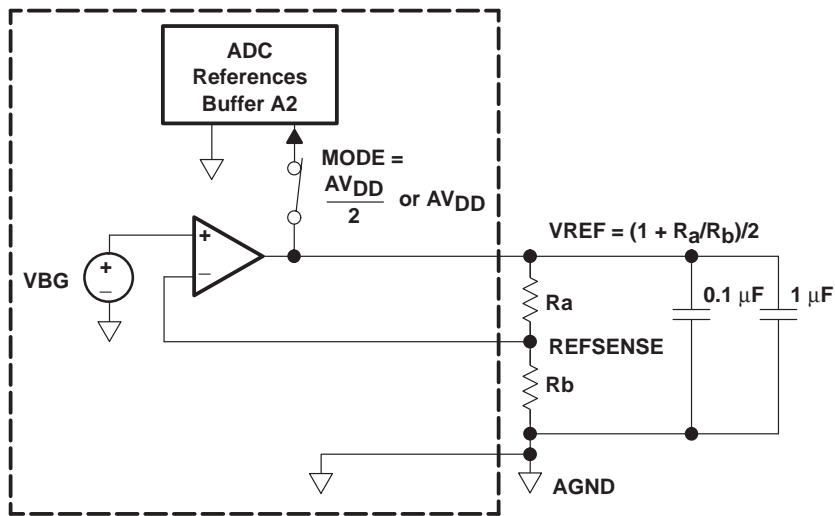 ADC
References
Buffer A2
MODE =
AVDD
2
or AVDD
VREF = (1 + Ra/Rb)/2
+
−
VBG
+
−
Ra
0.1 μF
1 μF
REFSENSE
Rb
AGND